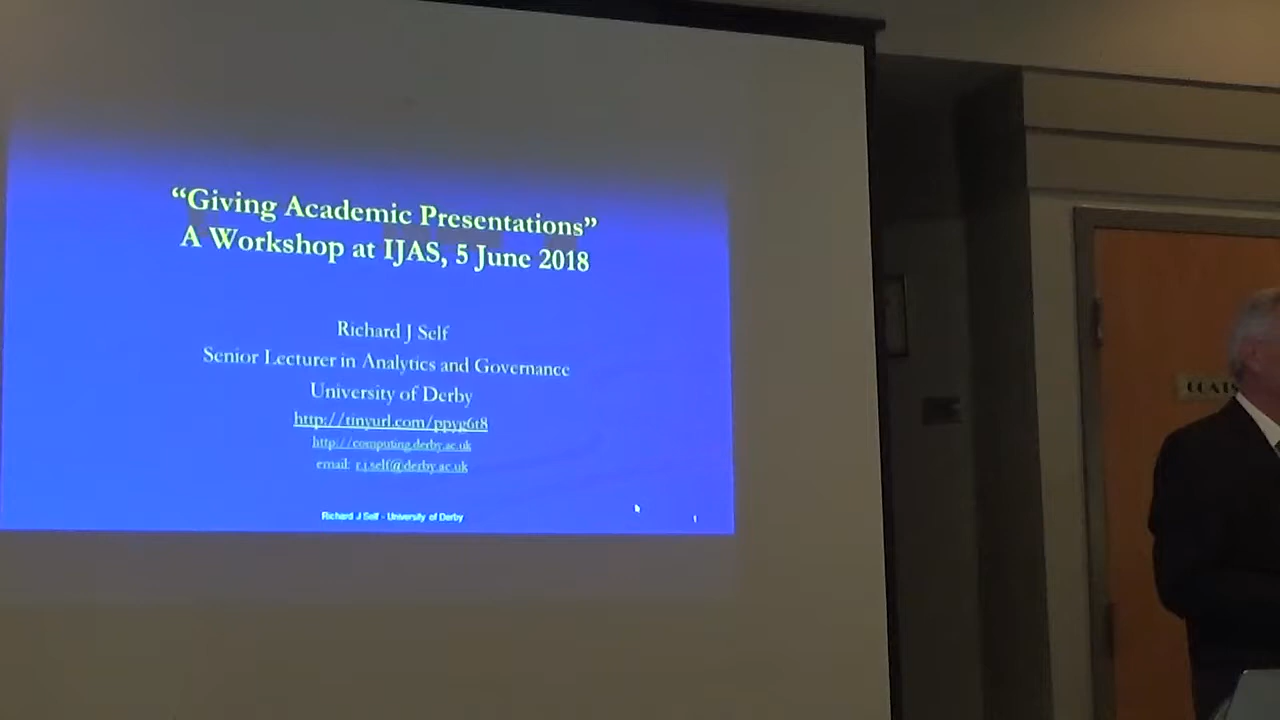 “Giving Academic Presentations”
A Workshop at IJAS, 5 June 2018
Richard J Self
Senior Lecturer in Analytics and Governance
University of Derby
http://tinyurl.com/ppyg6t8
http://computing.derby.ac.uk
email: r.j.self@derby.ac.uk
Richard J Self - University of Derby
1
COATS